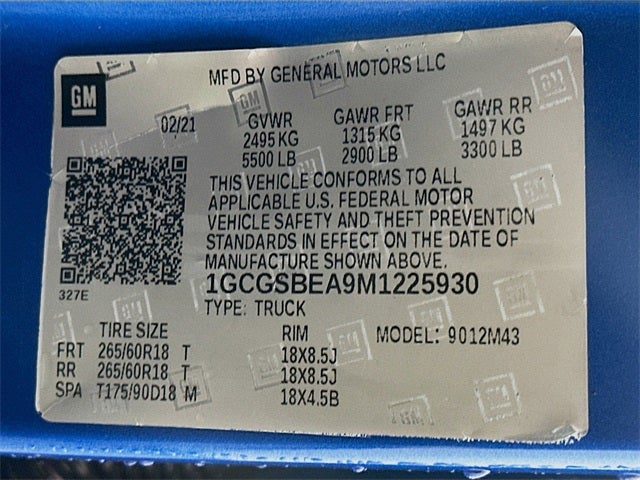 MFD BY GENERAL MOTORS LLC
GM
02/21
GVWR GAWR FRT GAWR RR
2495 KG 1315 KG 1497 KG
5500 LB 2900 LB 3300 LB
THIS VEHICLE CONFORMS TO ALL
APPLICABLE U.S. FEDERAL MOTOR
VEHICLE SAFETY AND THEFT PREVENTION
STANDARDS IN EFFECT ON THE DATE OF
MANUFACTURE SHOWN ABOVE.
327E
1GCGSBEA9M1225930
TYPE: TRUCK
TIRE SIZE RIM MODEL: 9012M43
FRT 265/60R18 T 18X8.5J
RR 265/60R18 T 18X8.5J
SPA T175/90D18 M 18X4.5B